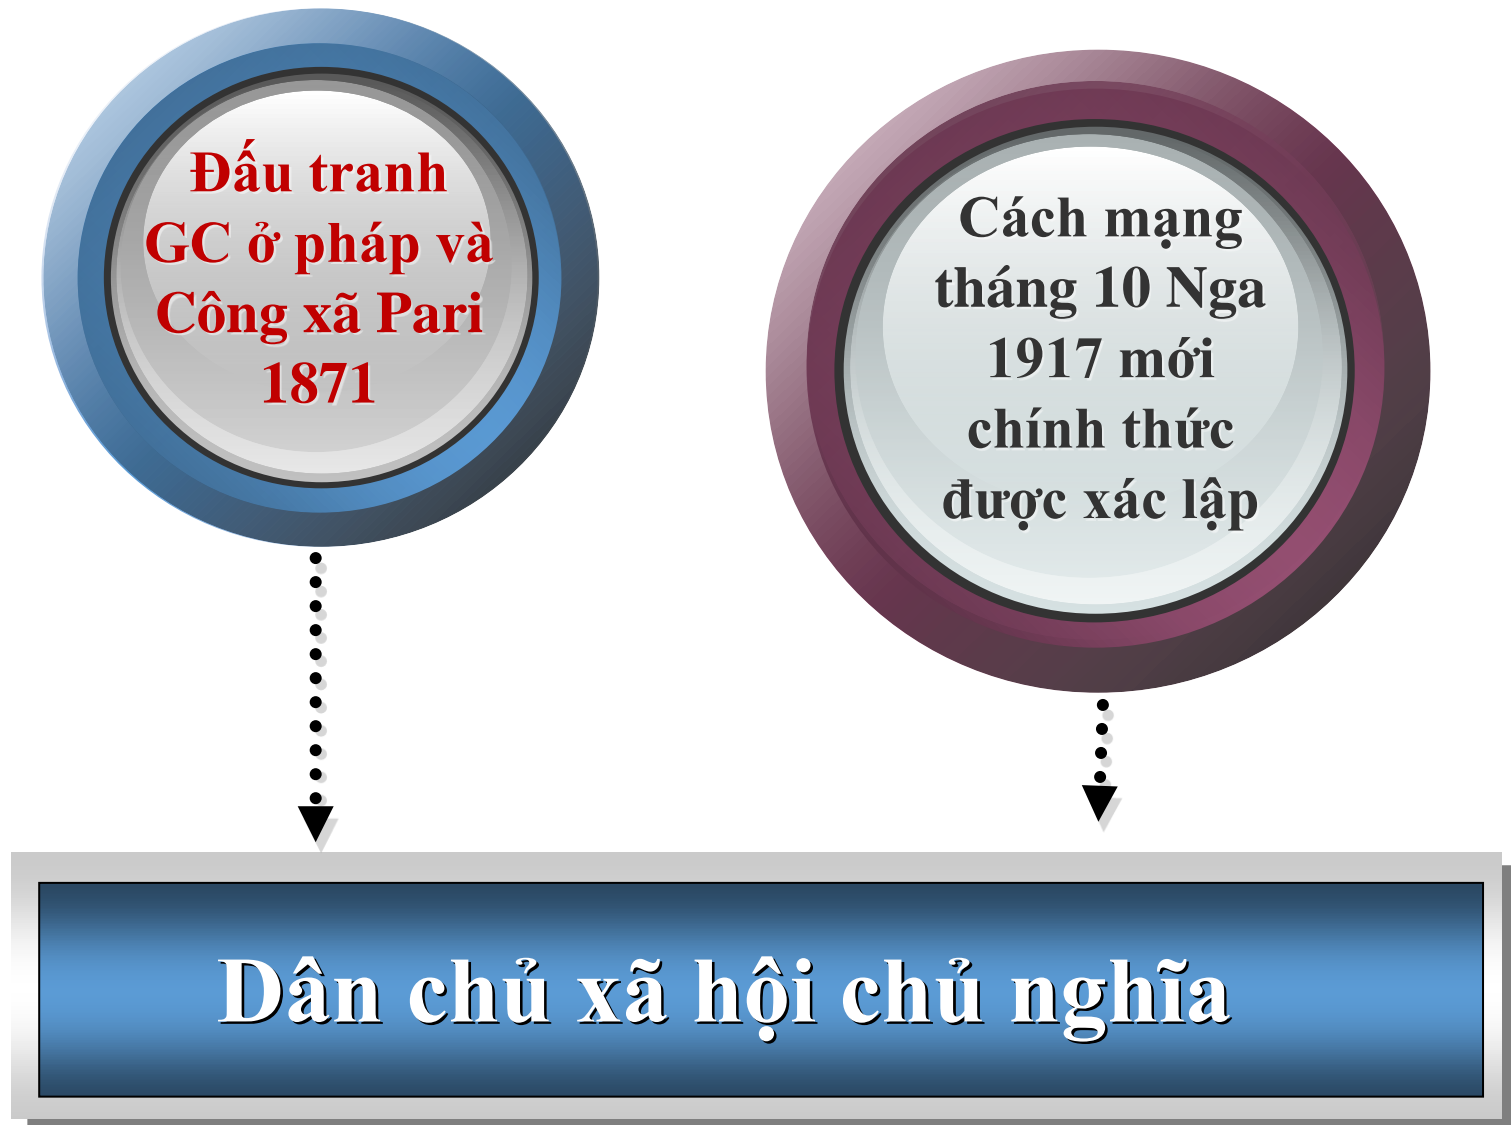 Đấu tranh
GC ở pháp và
Công xã Pari
1871
Cách mạng
tháng 10 Nga
1917 mới
chính thức
được xác lập
Dân chủ xã hội chủ nghĩa